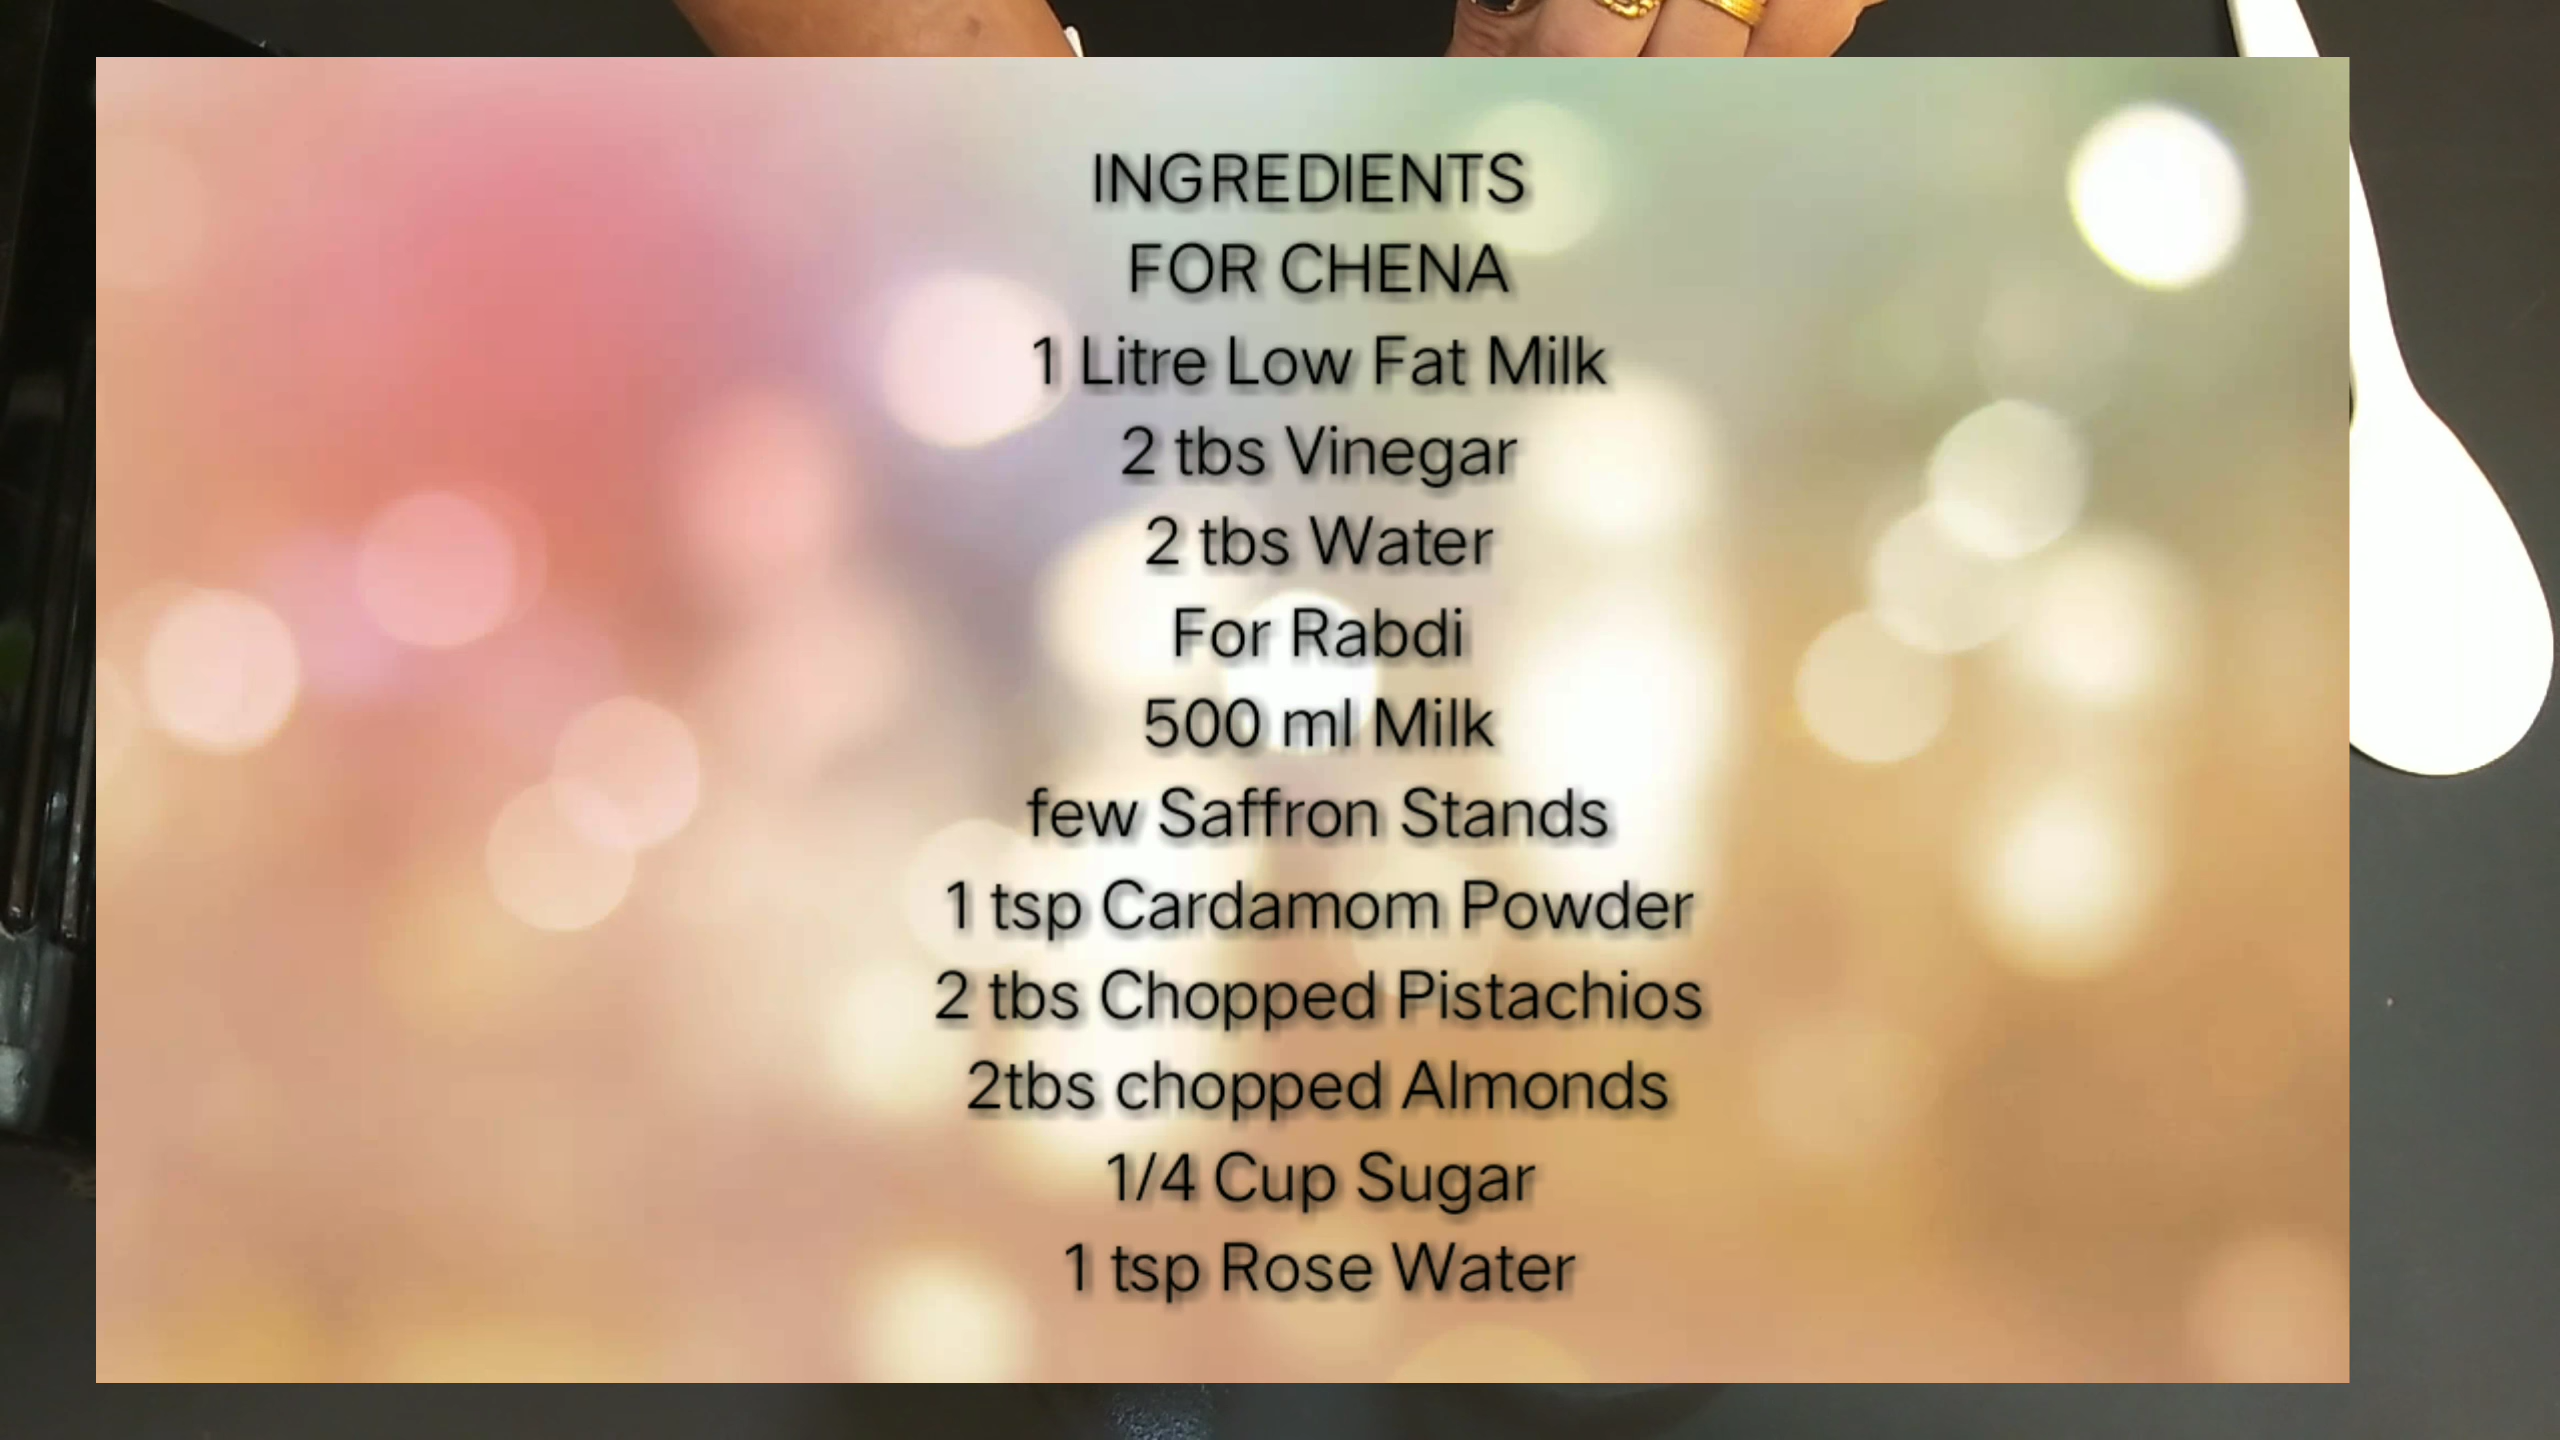 INGREDIENTS
FOR CHENA
1 Litre Low Fat Milk
2 tbs Vinegar
2 tbs Water
For Rabdi
500 ml Milk
few Saffron Stands
1 tsp Cardamom Powder
2 tbs Chopped Pistachios
2tbs chopped Almonds
1/4 Cup Sugar
1 tsp Rose Water